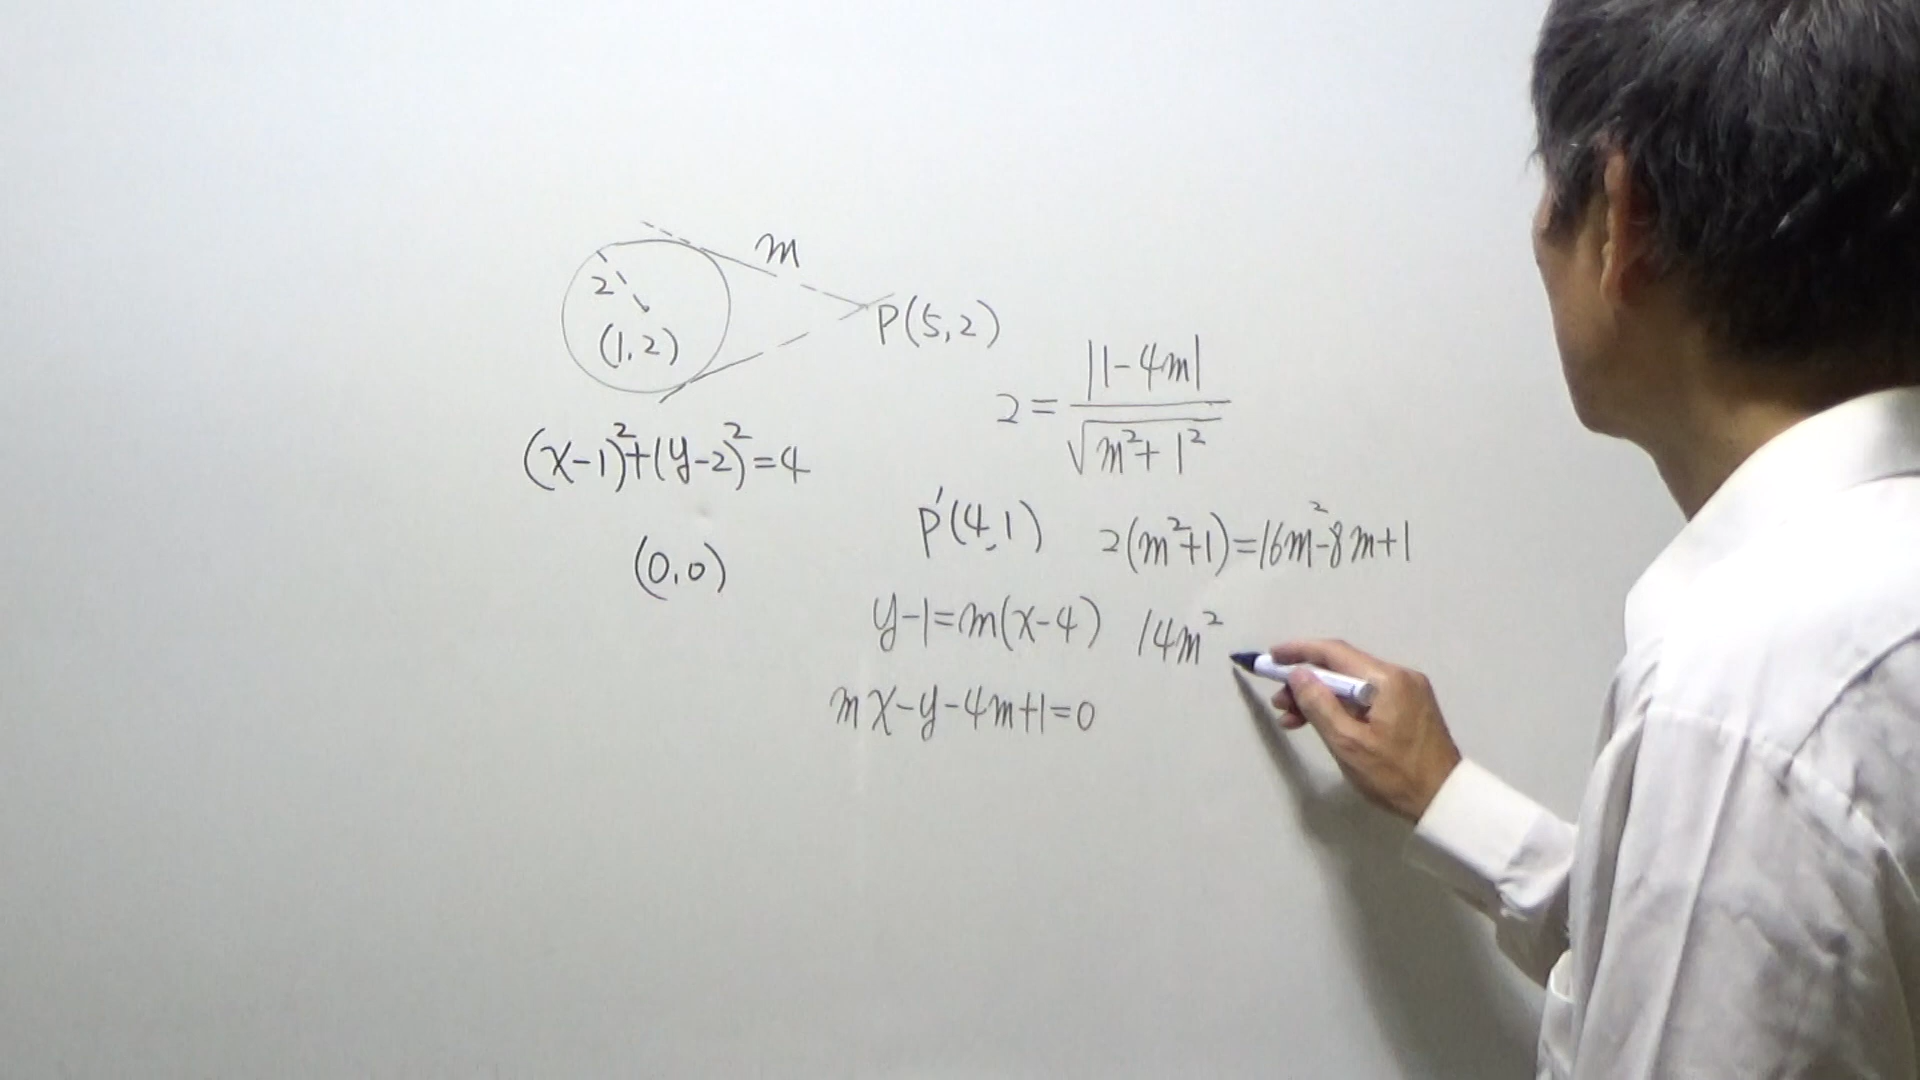 m
2
(1,2)
P(5,2)
(x-1)²+(y-2)²=4
(0,0)
2=|1-4m|/√m²+1²
P'(4,1)
2(m²+1)=16m²-8m+1
y-1=m(x-4)
14m²
mx-y-4m+1=0